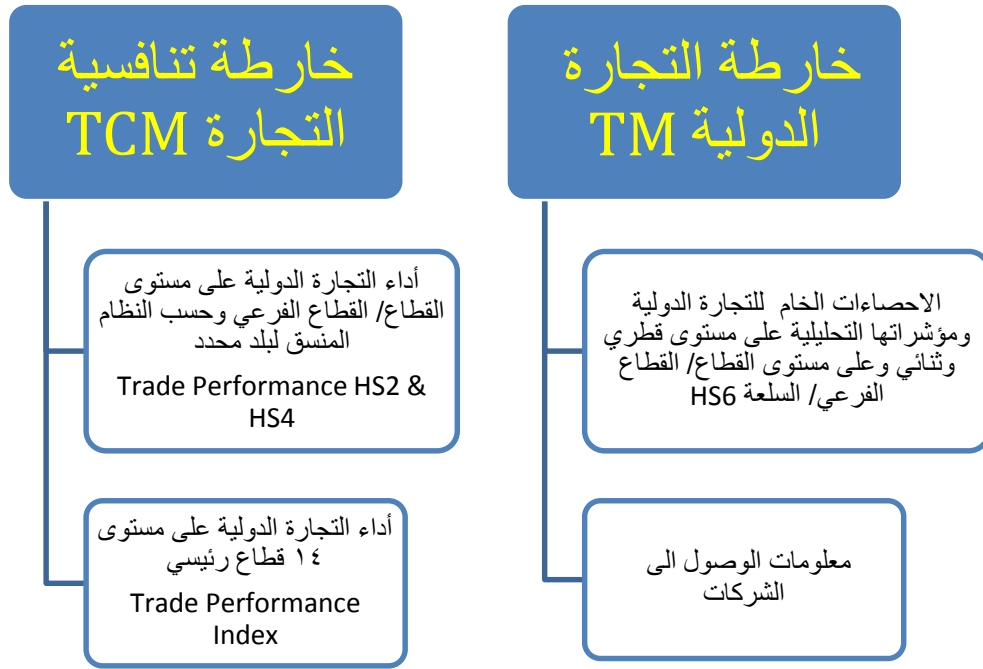 خارطة التجارة
الدولية TM
الاحصاءات الخام للتجارة الدولية
ومؤشراتها التحليلية على مستوى قطري
وثنائي وعلى مستوى القطاع/ القطاع
الفرعي/ السلعة HS6
معلومات الوصول الى
الشركات
خارطة تنافسية
التجارة TCM
أداء التجارة الدولية على مستوى
القطاع/ القطاع الفرعي وحسب النظام
المنسق لبلد محدد
Trade Performance HS2 &
HS4
أداء التجارة الدولية على مستوى
١٤ قطاع رئيسي
Trade Performance
Index